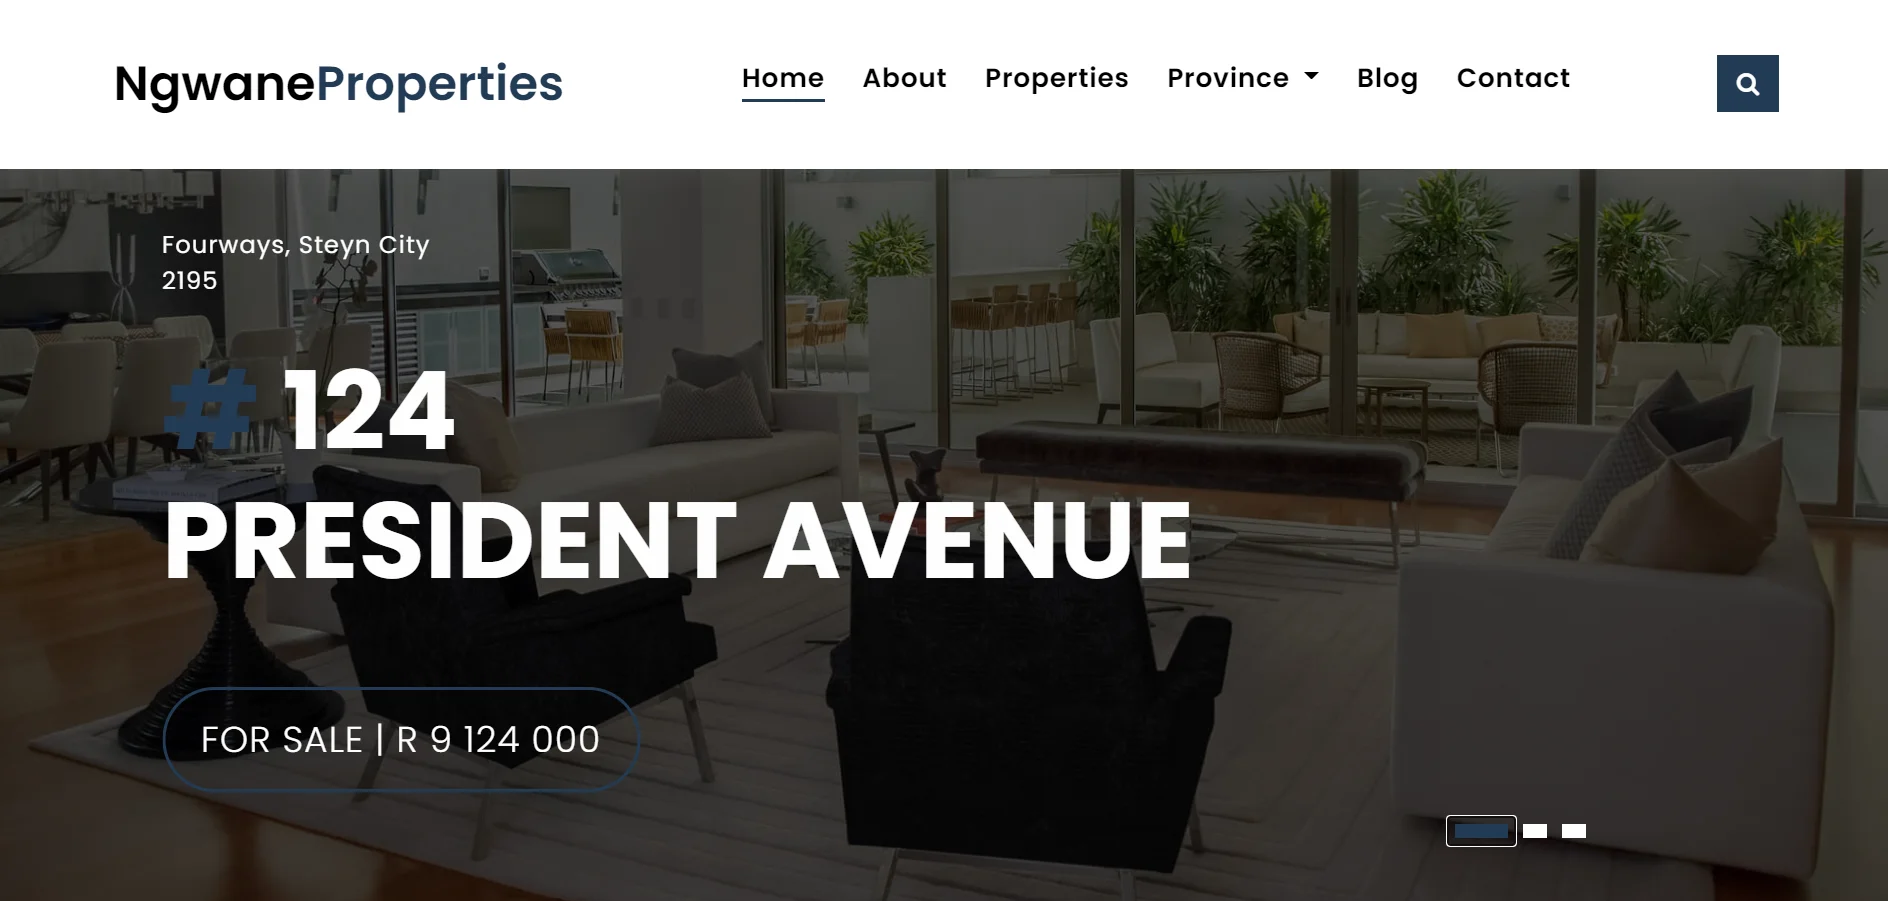 NgwaneProperties
Home About Properties Province Blog Contact
Fourways, Steyn City
2195
# 124
PRESIDENT AVENUE
FOR SALE | R 9 124 000